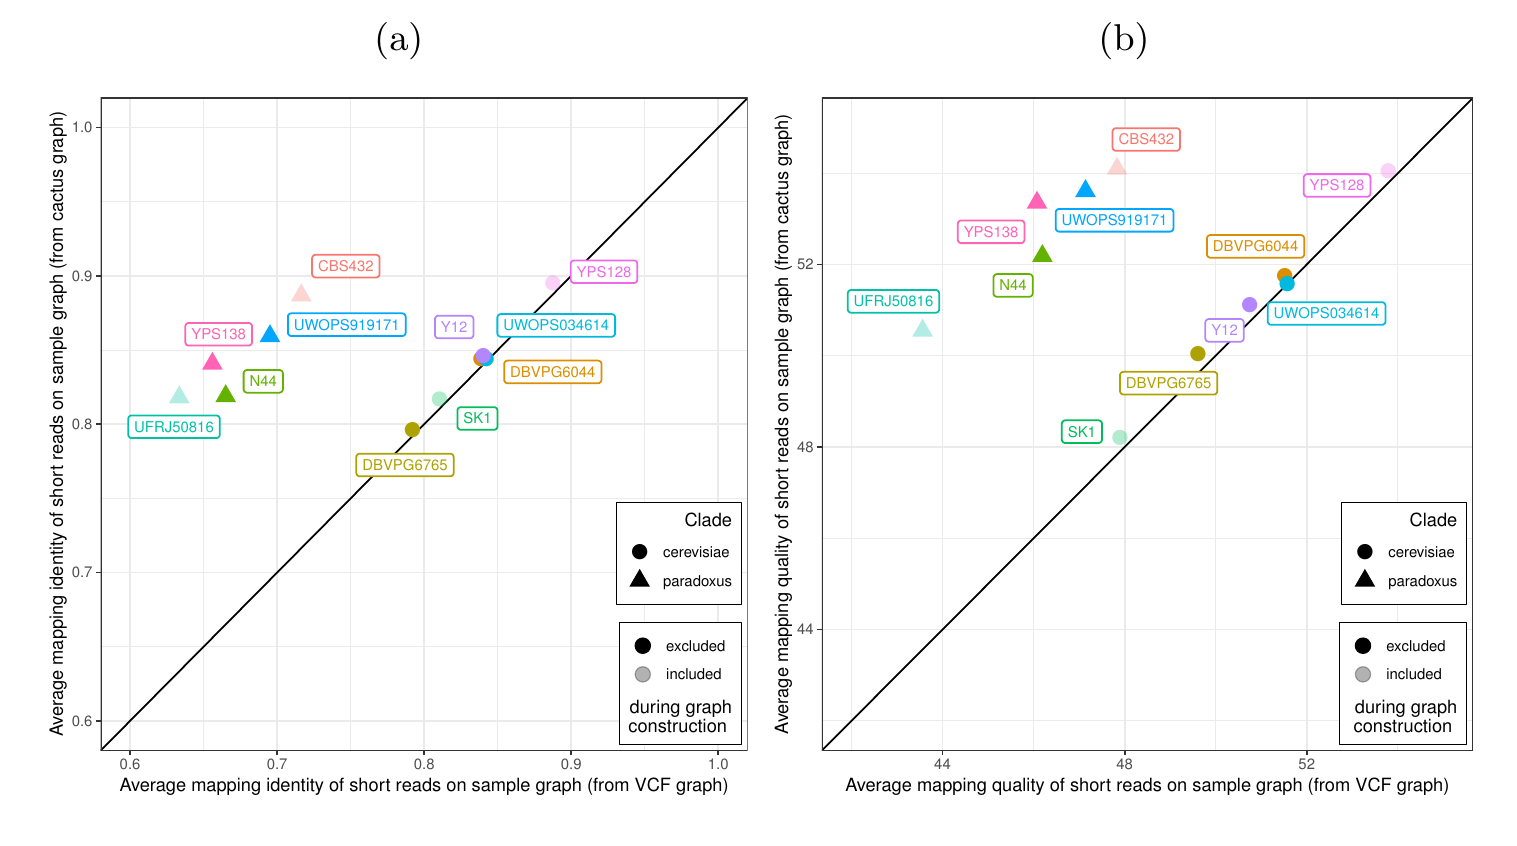 (a)
(b)
Average mapping identity of short reads on sample graph (from cactus graph)
1.0
0.9
0.8
0.7
0.6
CBS432
YPS128
UWOPS919171
YPS138
Y12
UWOPS034614
N44
DBVPG6044
UFRJ50816
SK1
DBVPG6765
Clade
cerevisiae
paradoxus
excluded
included
during graph
construction
0.6
0.7
0.8
0.9
1.0
Average mapping identity of short reads on sample graph (from VCF graph)
Average mapping quality of short reads on sample graph (from cactus graph)
52
48
44
CBS432
YPS128
UWOPS919171
YPS138
DBVPG6044
N44
UFRJ50816
UWOPS034614
Y12
DBVPG6765
SK1
Clade
cerevisiae
paradoxus
excluded
included
during graph
construction
44
48
52
Average mapping quality of short reads on sample graph (from VCF graph)